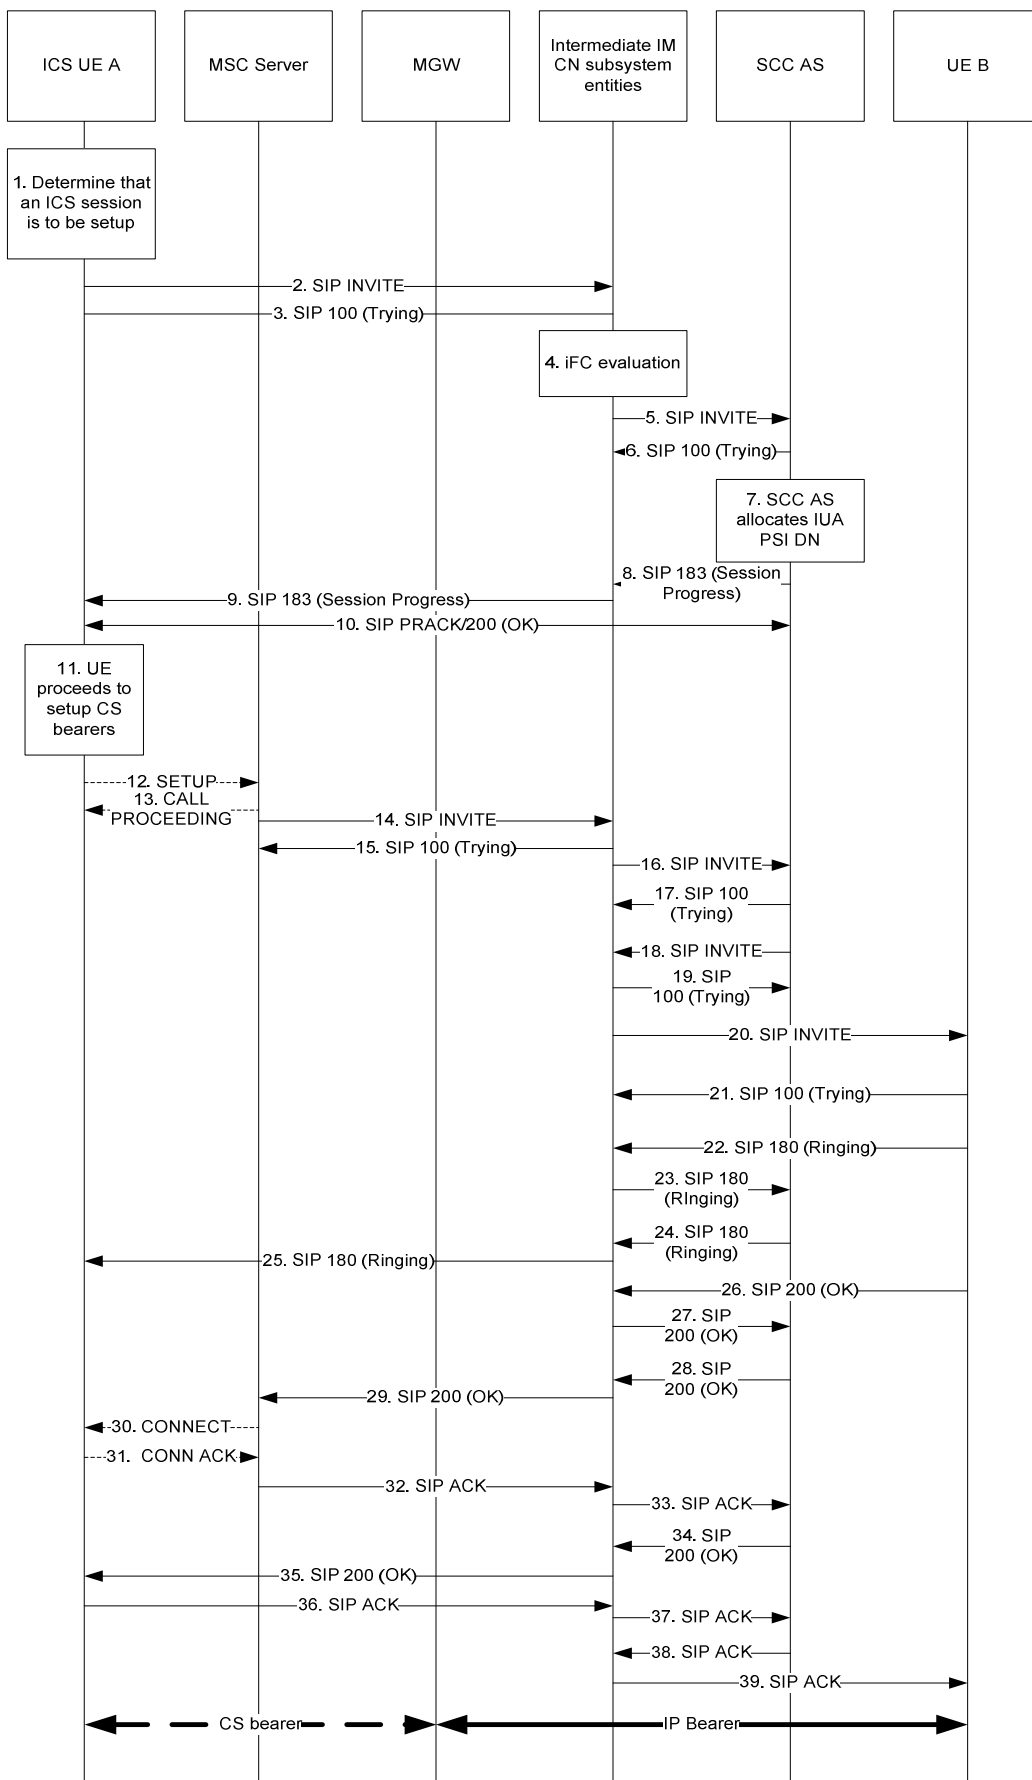 ICS UE A
MSC Server
MGW
Intermediate IM
CN subsystem
entities
SCC AS
UE B
1. Determine that
an ICS session
is to be setup
2. SIP INVITE
3. SIP 100 (Trying)
4. iFC evaluation
5. SIP INVITE
6. SIP 100 (Trying)
7. SCC AS
allocates IUA
PSI DN
8. SIP 183 (Session
Progress)
9. SIP 183 (Session Progress)
10. SIP PRACK/200 (OK)
11. UE
proceeds to
setup CS
bearers
12. SETUP
13. CALL
PROCEEDING
14. SIP INVITE
15. SIP 100 (Trying)
16. SIP INVITE
17. SIP 100
(Trying)
18. SIP INVITE
19. SIP
100 (Trying)
20. SIP INVITE
21. SIP 100 (Trying)
22. SIP 180 (Ringing)
23. SIP 180
(RInging)
24. SIP 180
(Ringing)
25. SIP 180 (Ringing)
26. SIP 200 (OK)
27. SIP
200 (OK)
28. SIP
200 (OK)
29. SIP 200 (OK)
30. CONNECT
31. CONN ACK
32. SIP ACK
33. SIP ACK
34. SIP
200 (OK)
35. SIP 200 (OK)
36. SIP ACK
37. SIP ACK
38. SIP ACK
39. SIP ACK
CS bearer
IP Bearer